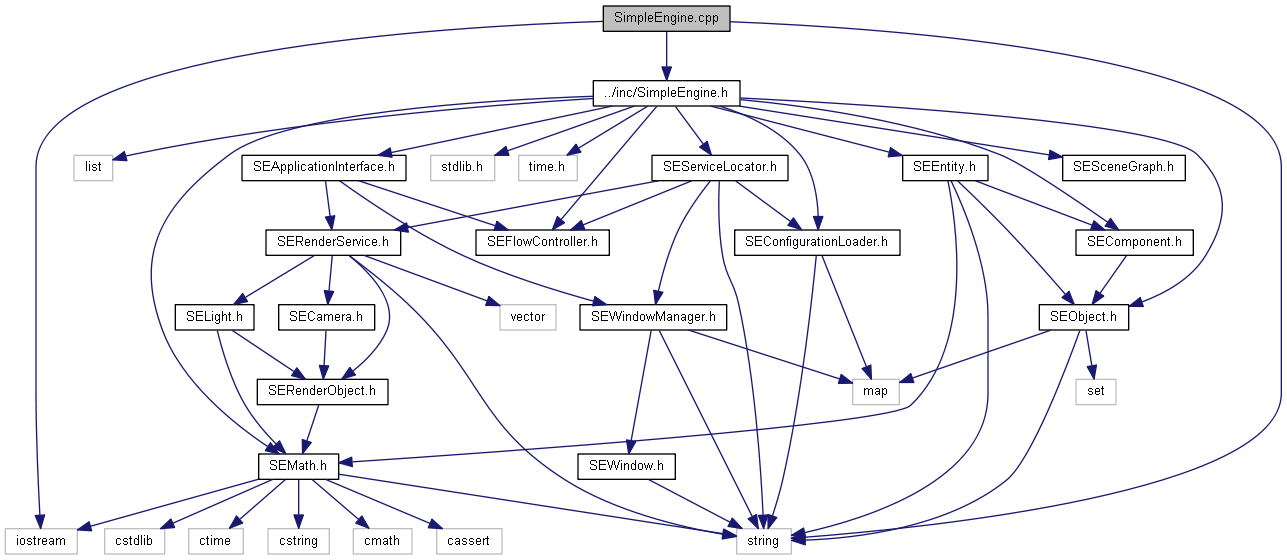 SimpleEngine.cpp
../inc/SimpleEngine.h
list
SEApplicationInterface.h
stdlib.h
time.h
SEServiceLocator.h
SEEntity.h
SESceneGraph.h
SERenderService.h
SEFlowController.h
SEConfigurationLoader.h
SEComponent.h
SELight.h
SECamera.h
vector
SEWindowManager.h
SEObject.h
SERenderObject.h
map
set
SEMath.h
SEWindow.h
iostream
cstdlib
ctime
cstring
cmath
cassert
string